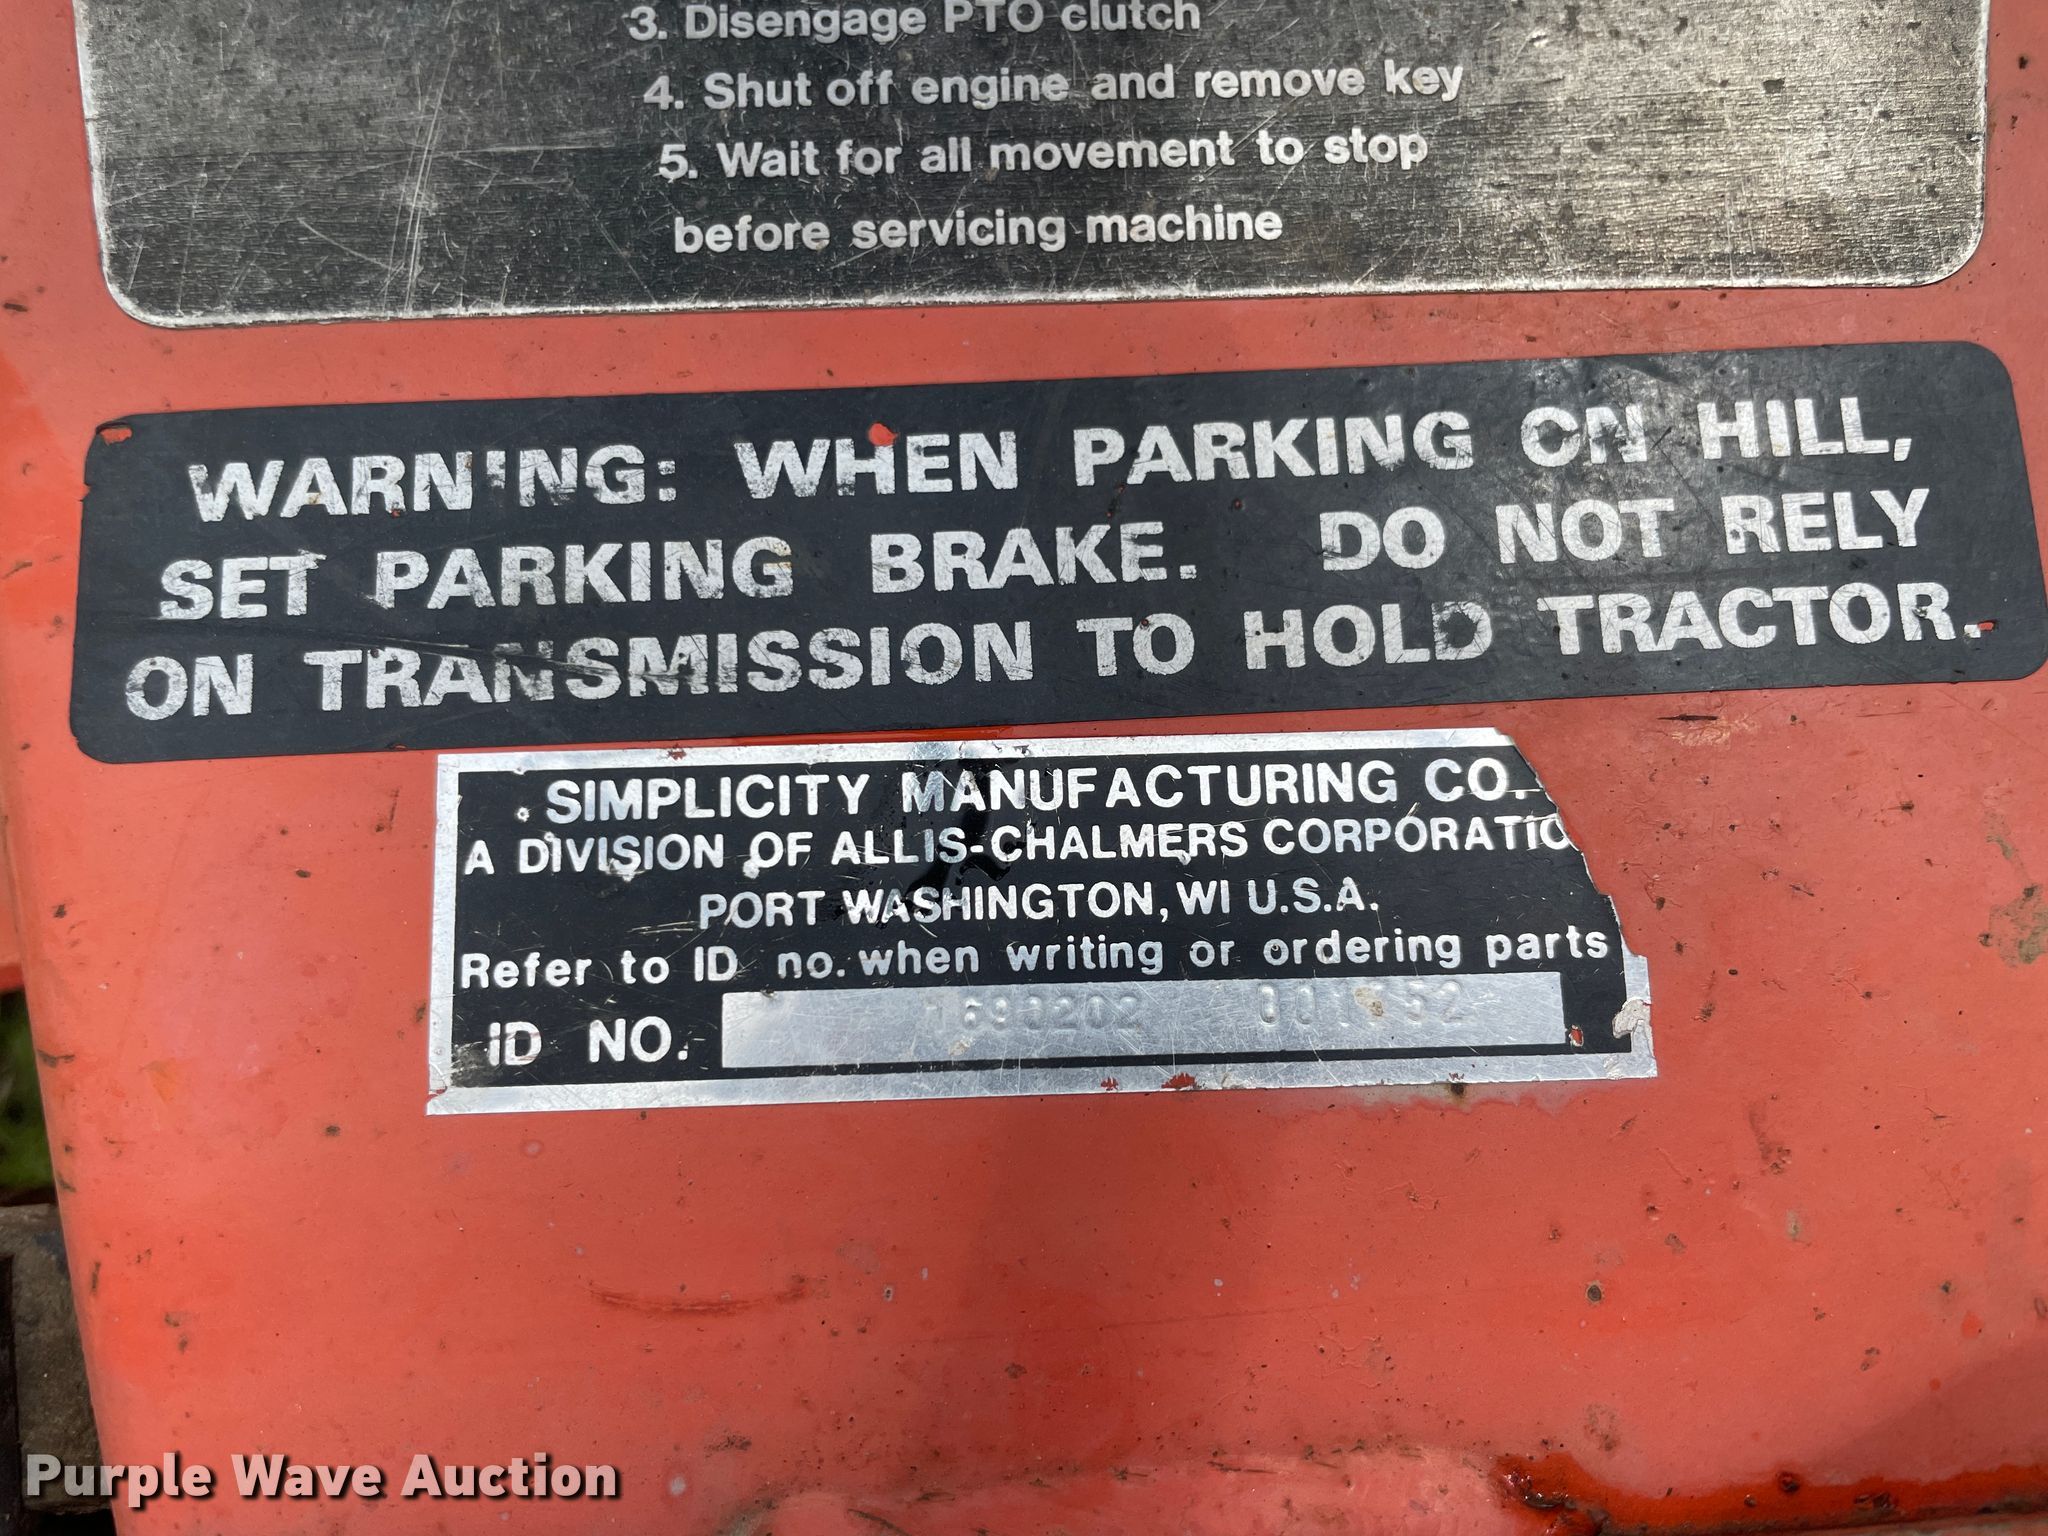 3. Disengage PTO clutch
4. Shut off engine and remove key
5. Wait for all movement to stop
before servicing machine
WARNING: WHEN PARKING ON HILL,
SET PARKING BRAKE. DO NOT RELY
ON TRANSMISSION TO HOLD TRACTOR.
SIMPLICITY MANUFACTURING CO.
A DIVISION OF ALLIS-CHALMERS CORPORATIO
PORT WASHINGTON, WI U.S.A.
Refer to ID no. when writing or ordering parts
ID NO. 1690202
Purple Wave Auction